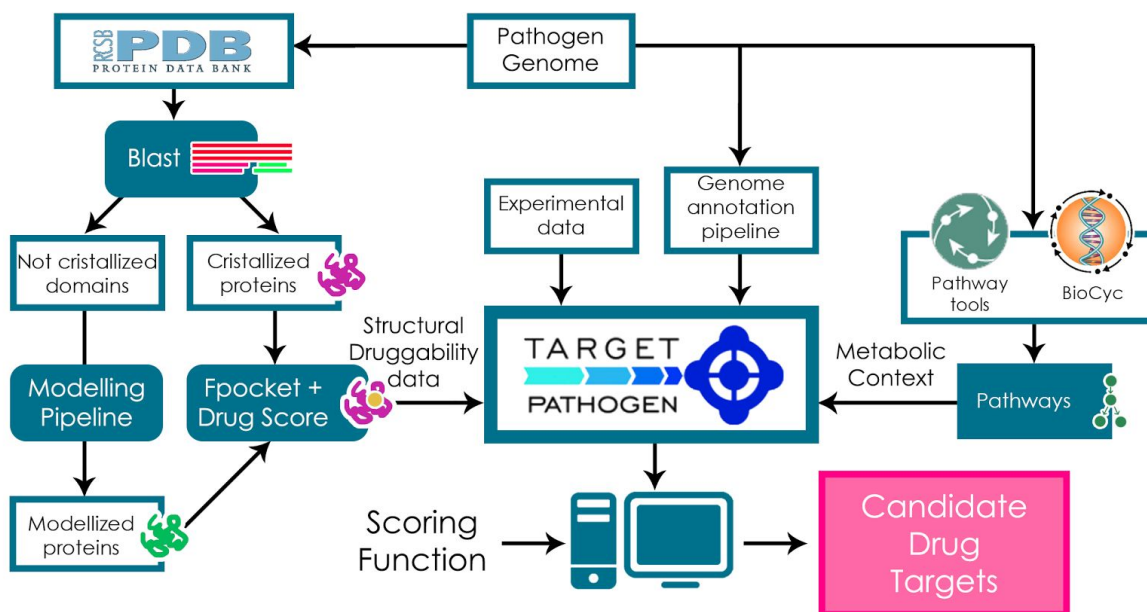 RCSB
PDB
PROTEIN DATA BANK
Pathogen
Genome
Blast
Experimental
data
Genome
annotation
pipeline
Pathway
tools
BioCyc
Not cristallized
domains
Cristallized
proteins
Structural
Druggability
data
TARGET
PATHOGEN
Metabolic
Context
Modelling
Pipeline
Fpocket +
Drug Score
Pathways
Modellized
proteins
Scoring
Function
Candidate
Drug
Targets